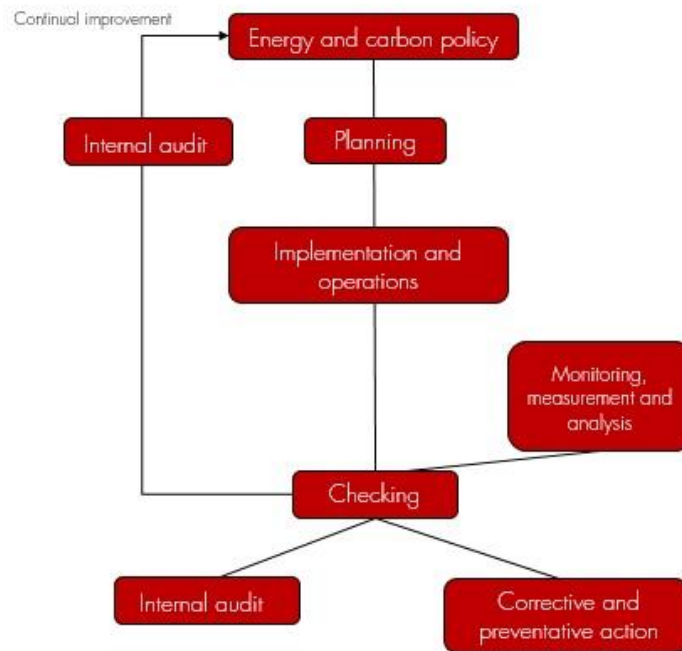 Continual improvement
Energy and carbon policy
Internal audit
Planning
Implementation and
operations
Monitoring,
measurement and
analysis
Checking
Internal audit
Corrective and
preventative action